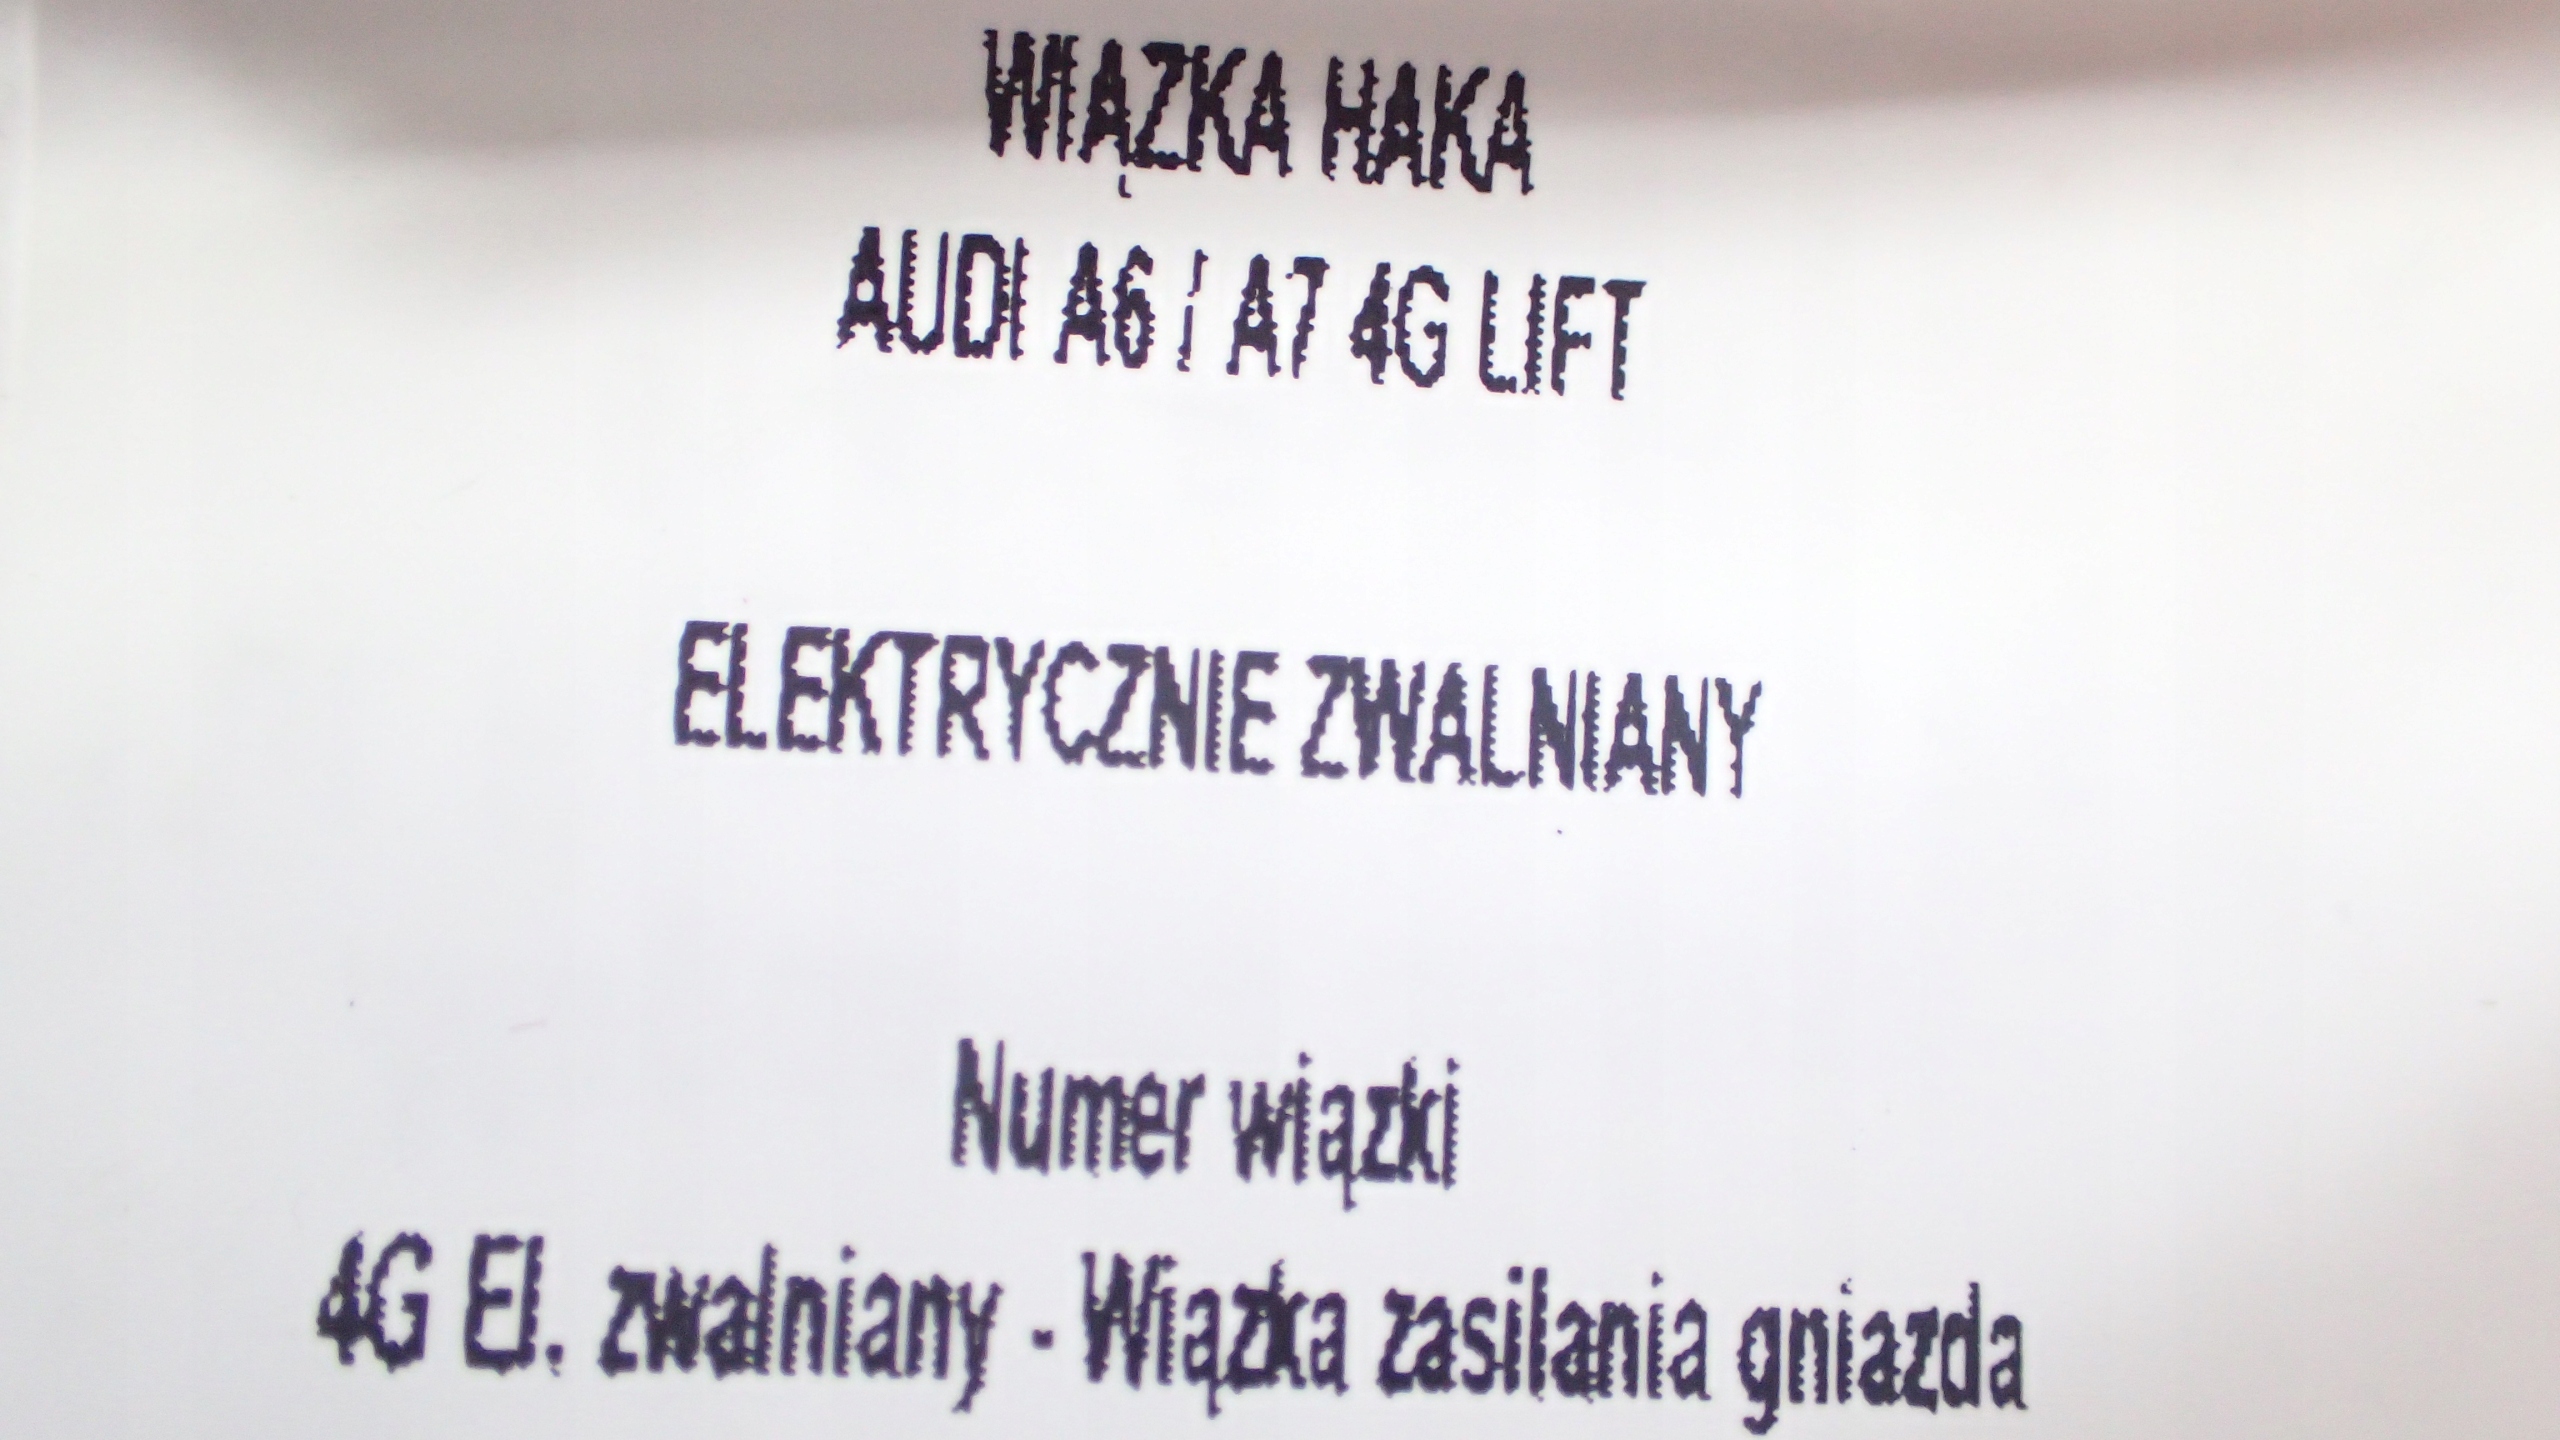 WIĄZKA HAKA
AUDI A6 / A7 4G LIFT
ELEKTRYCZNIE ZWALNIANY
Numer wiązki
4G El. zwalniany - Wiązka zasilania gniazda